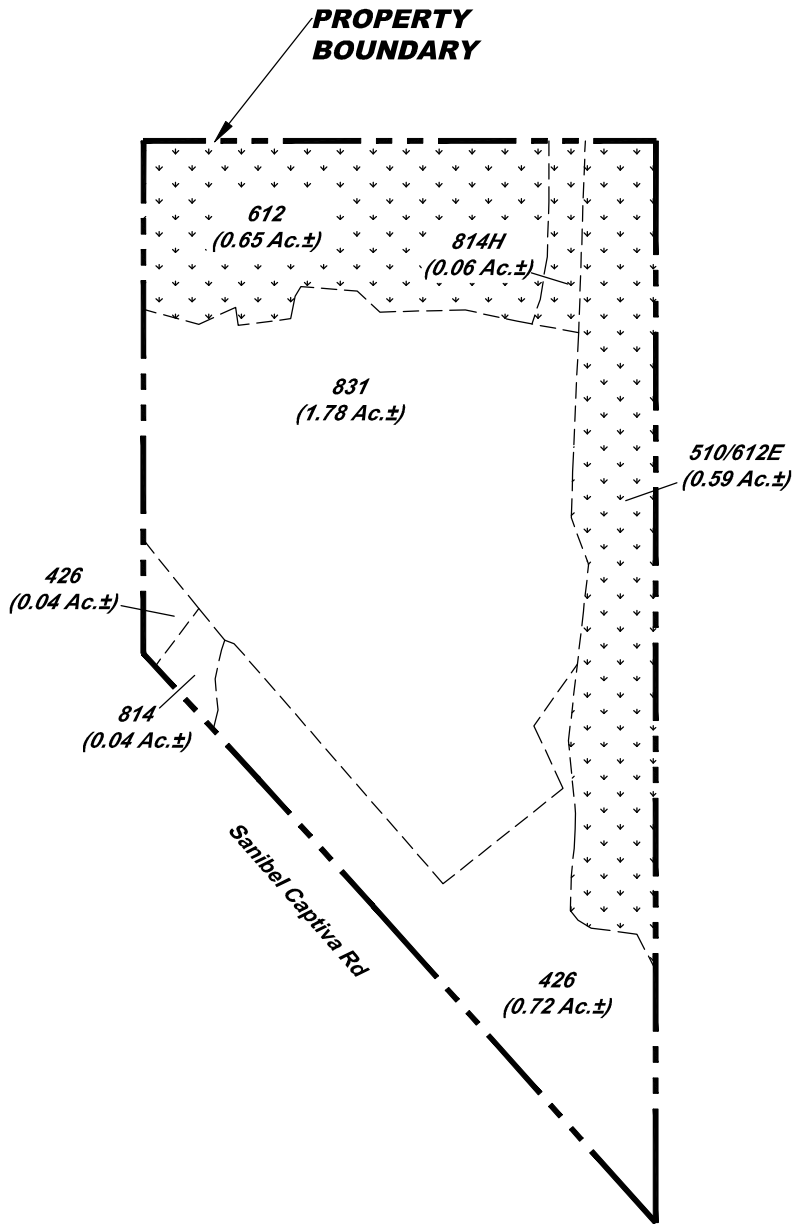 PROPERTY
BOUNDARY
612
(0.65 Ac.±)
814H
(0.06 Ac.±)
831
(1.78 Ac.±)
510/612E
(0.59 Ac.±)
426
(0.04 Ac.±)
814
(0.04 Ac.±)
Sanibel Captiva Rd
426
(0.72 Ac.±)